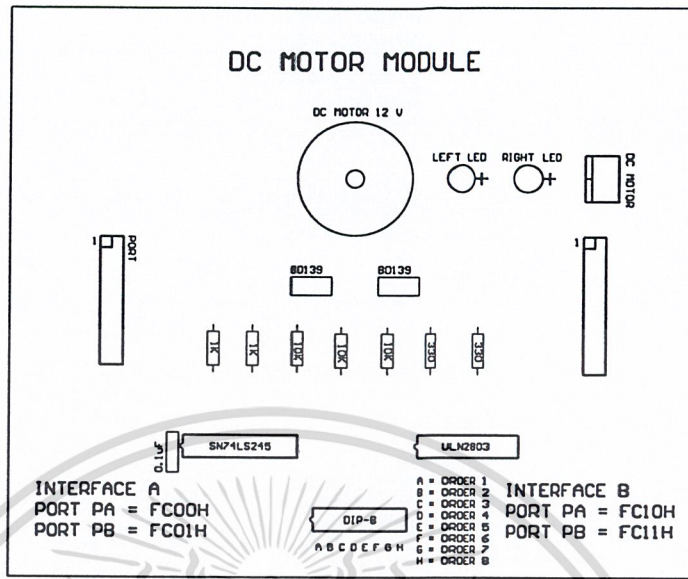 DC MOTOR MODULE
DC MOTOR 12 V
LEFT LED
RIGHT LED
DC MOTOR
1
PORT
1
BD139
BD139
1K
1K
10K
10K
10K
330
330
0.1uF
SN74LS245
ULN2803
INTERFACE A
PORT PA = FC00H
PORT PB = FC01H
DIP-8
A B C D E F G H
A = ORDER 1
B = ORDER 2
C = ORDER 3
D = ORDER 4
E = ORDER 5
F = ORDER 6
G = ORDER 7
H = ORDER 8
INTERFACE B
PORT PA = FC10H
PORT PB = FC11H